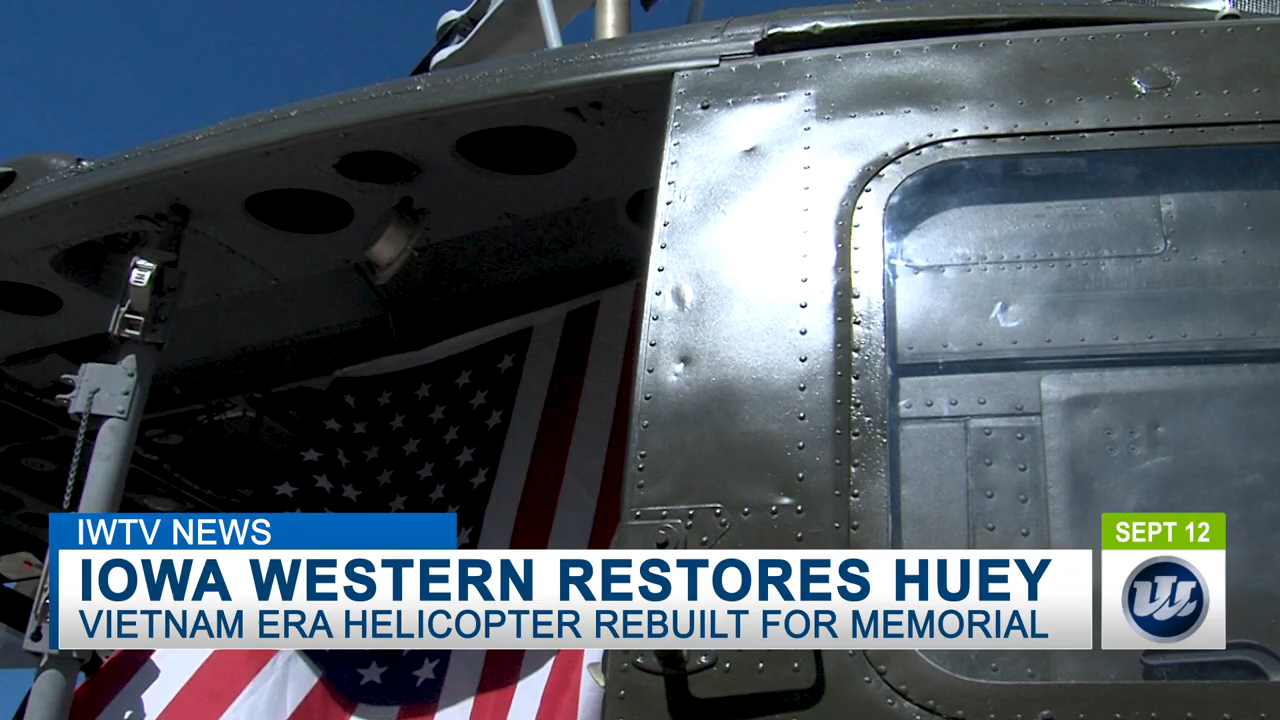 IWTV NEWS
IOWA WESTERN RESTORES HUEY
VIETNAM ERA HELICOPTER REBUILT FOR MEMORIAL
SEPT 12